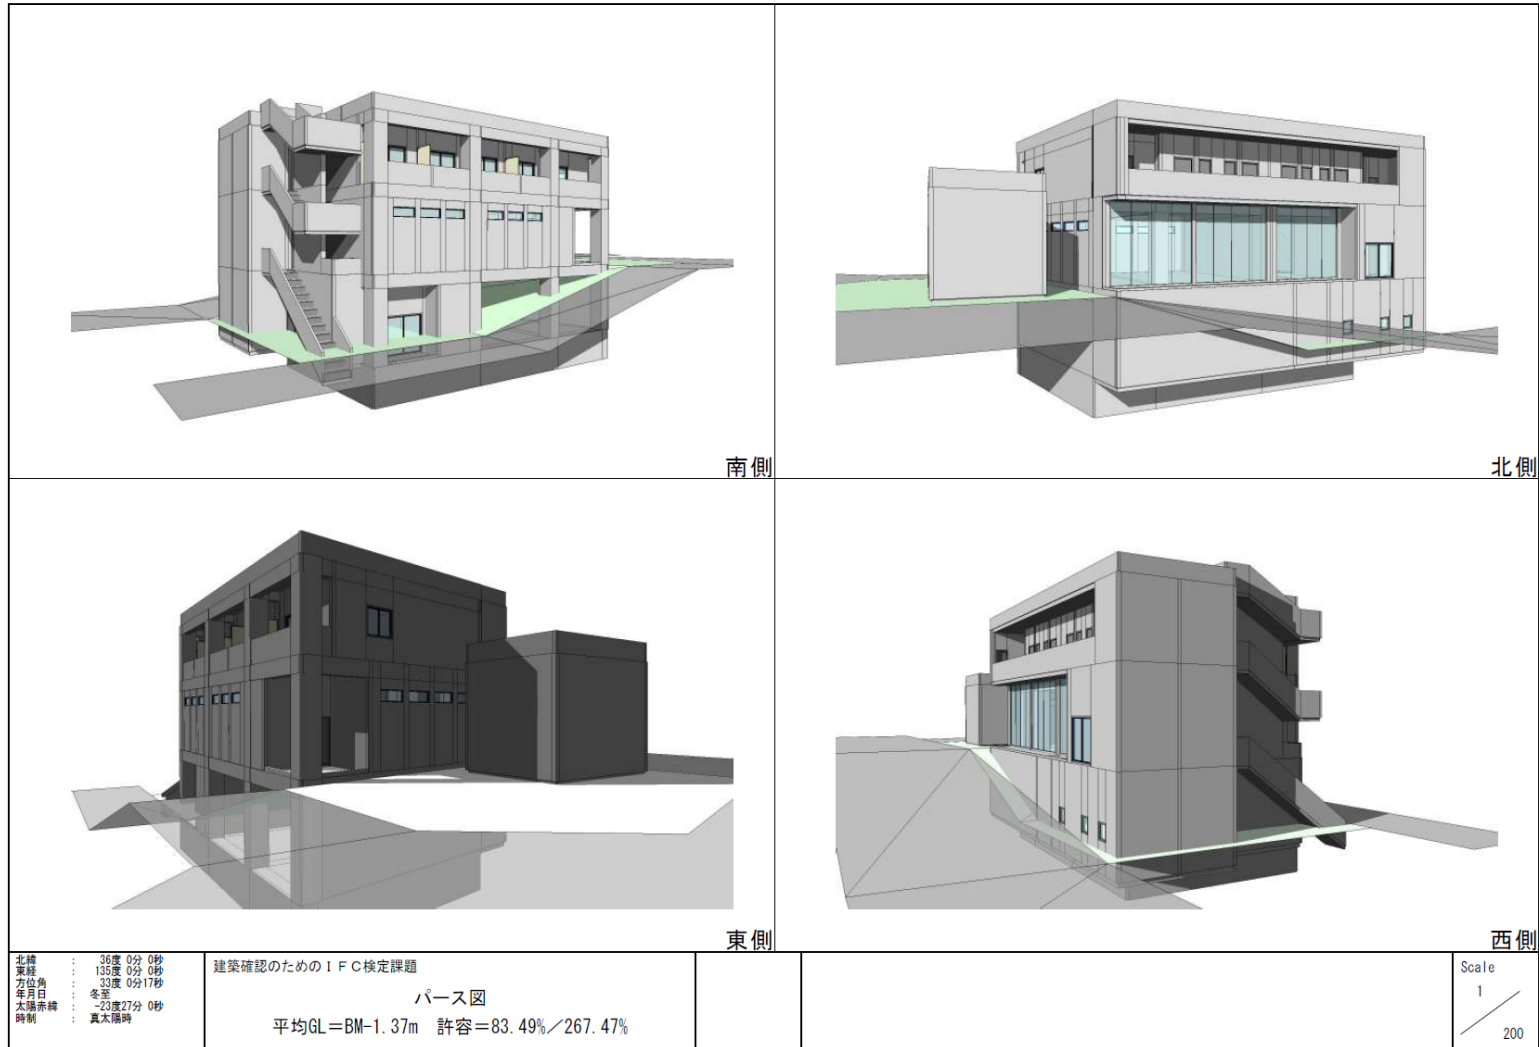 南側
北側
東側
西側
北緯 : 36度 0分 0秒
東経 : 135度 0分 0秒
方位角 : 33度 0分17秒
年月日 : 冬至
太陽赤緯 : -23度27分 0秒
時制 : 真太陽時
建築確認のためのＩＦＣ検定課題
パース図
平均GL＝BM-1.37m 許容＝83.49%／267.47%
Scale
1
200